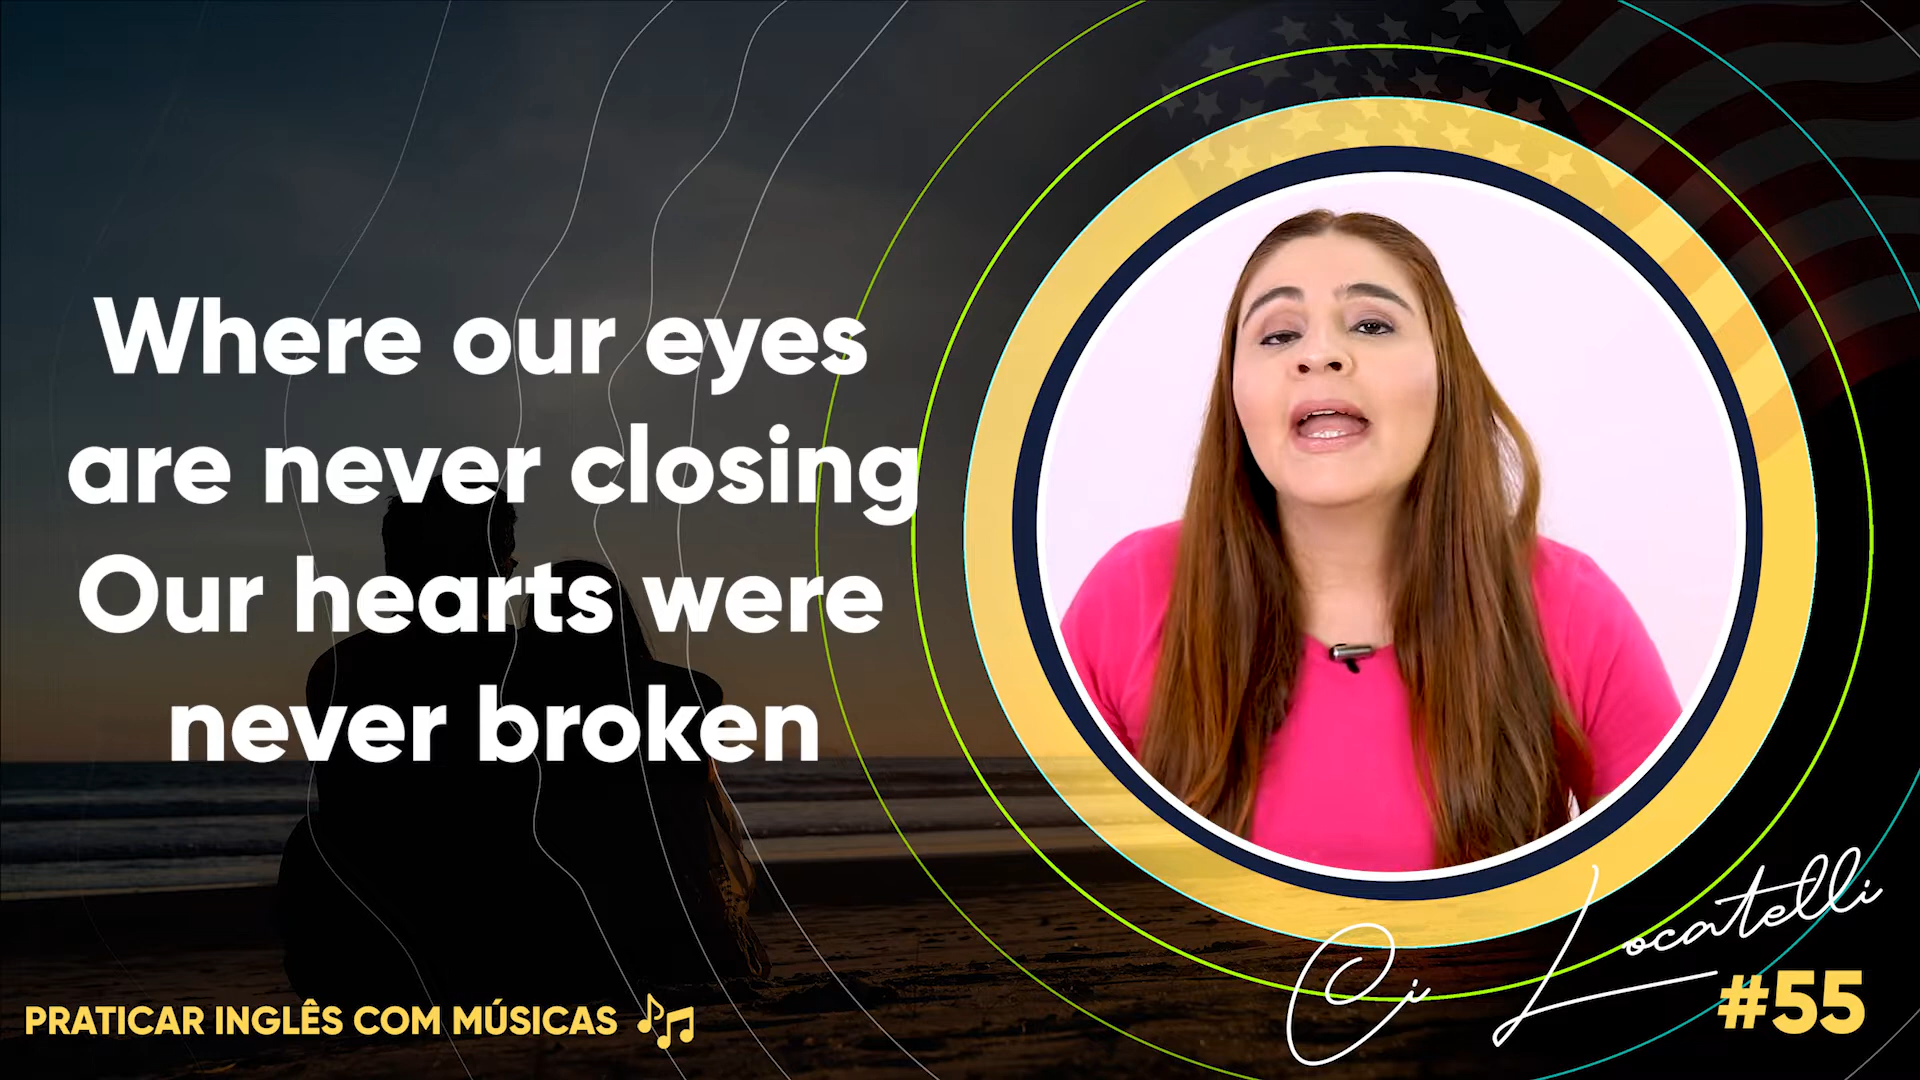 Where our eyes
are never closing
Our hearts were
never broken
Ci Locatelli
#55
PRATICAR INGLÊS COM MÚSICAS